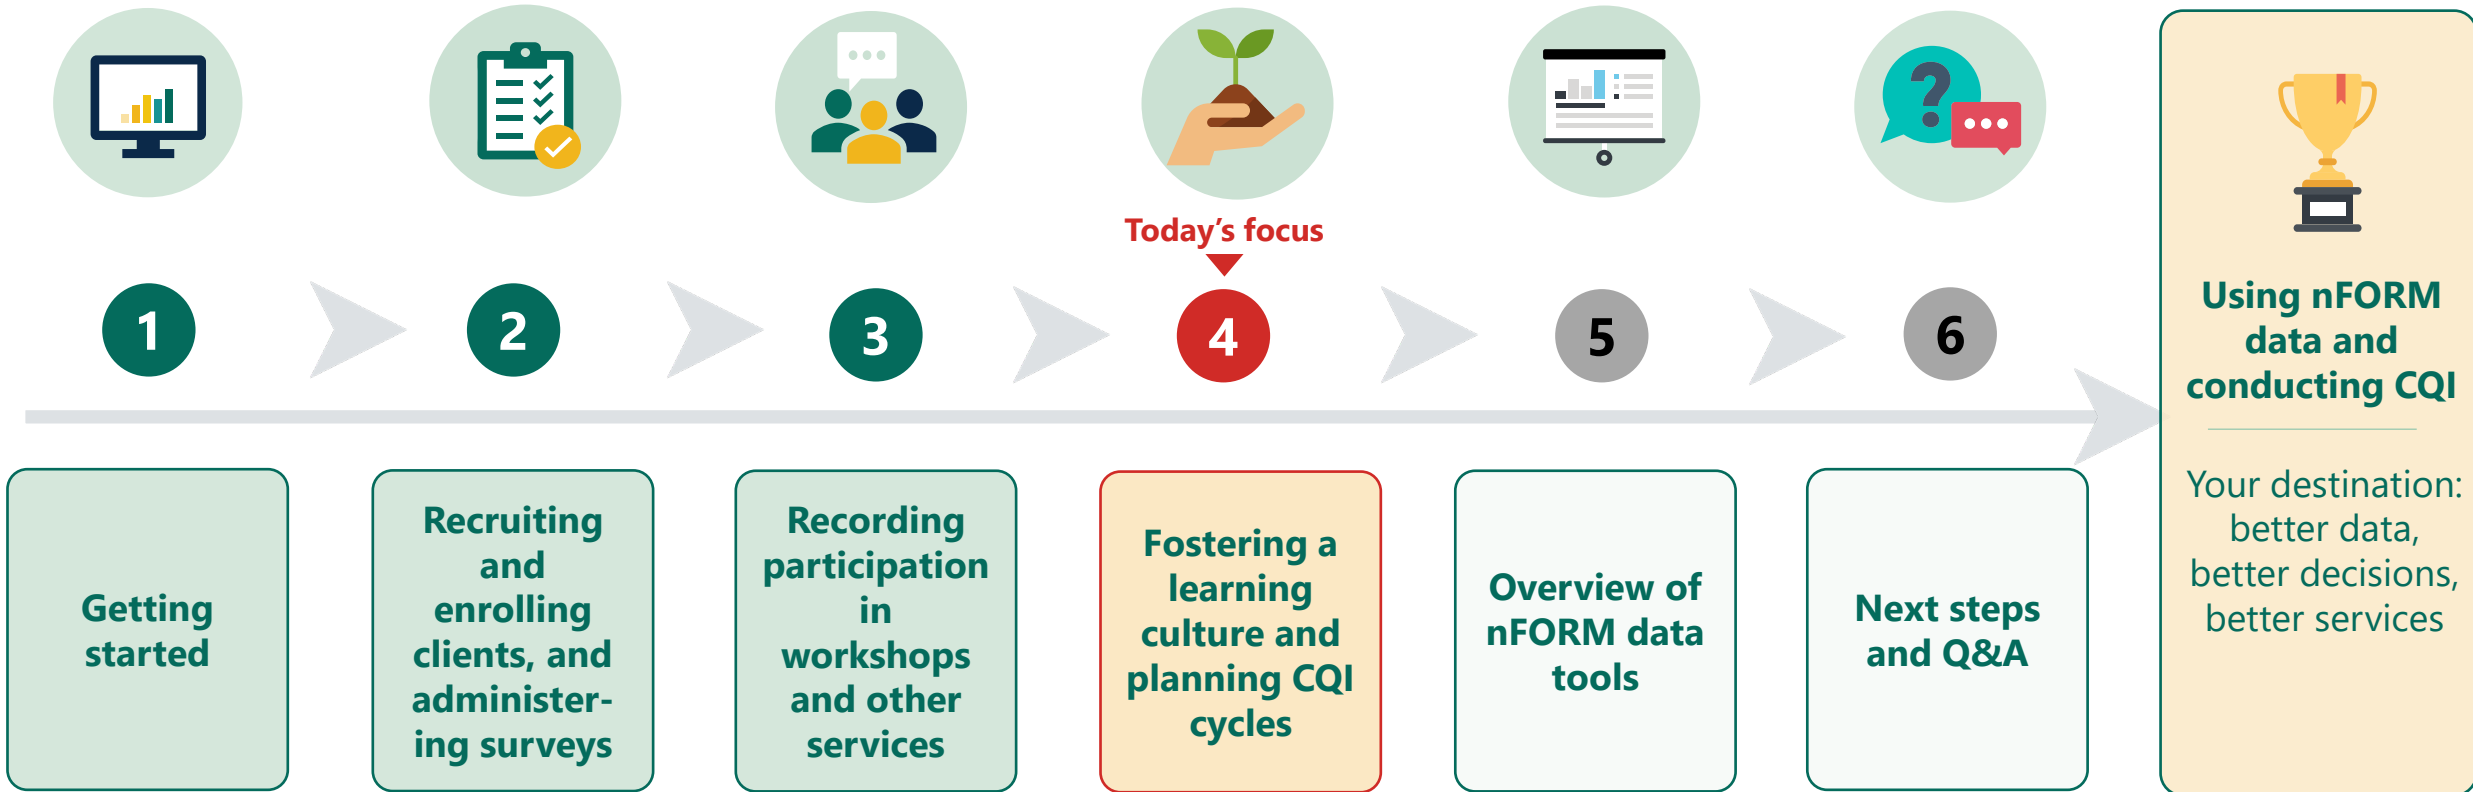 Today's focus
1
2
3
4
5
6
Getting
started
Recruiting
and
enrolling
clients, and
administer-
ing surveys
Recording
participation
in
workshops
and other
services
Fostering a
learning
culture and
planning CQI
cycles
Overview of
nFORM data
tools
Next steps
and Q&A
Using nFORM
data and
conducting CQI
Your destination:
better data,
better decisions,
better services